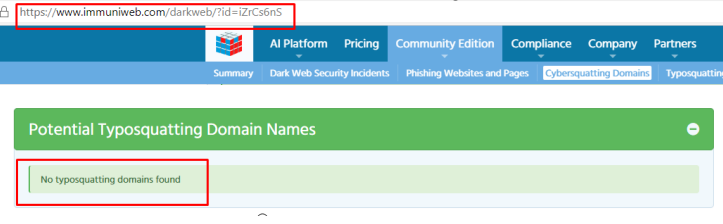 https://www.immuniweb.com/darkweb/?id=iZrCs6nS
AI Platform Pricing Community Edition Compliance Company Partners
Summary Dark Web Security Incidents Phishing Websites and Pages Cybersquatting Domains Typosquatting
Potential Typosquatting Domain Names
No typosquatting domains found